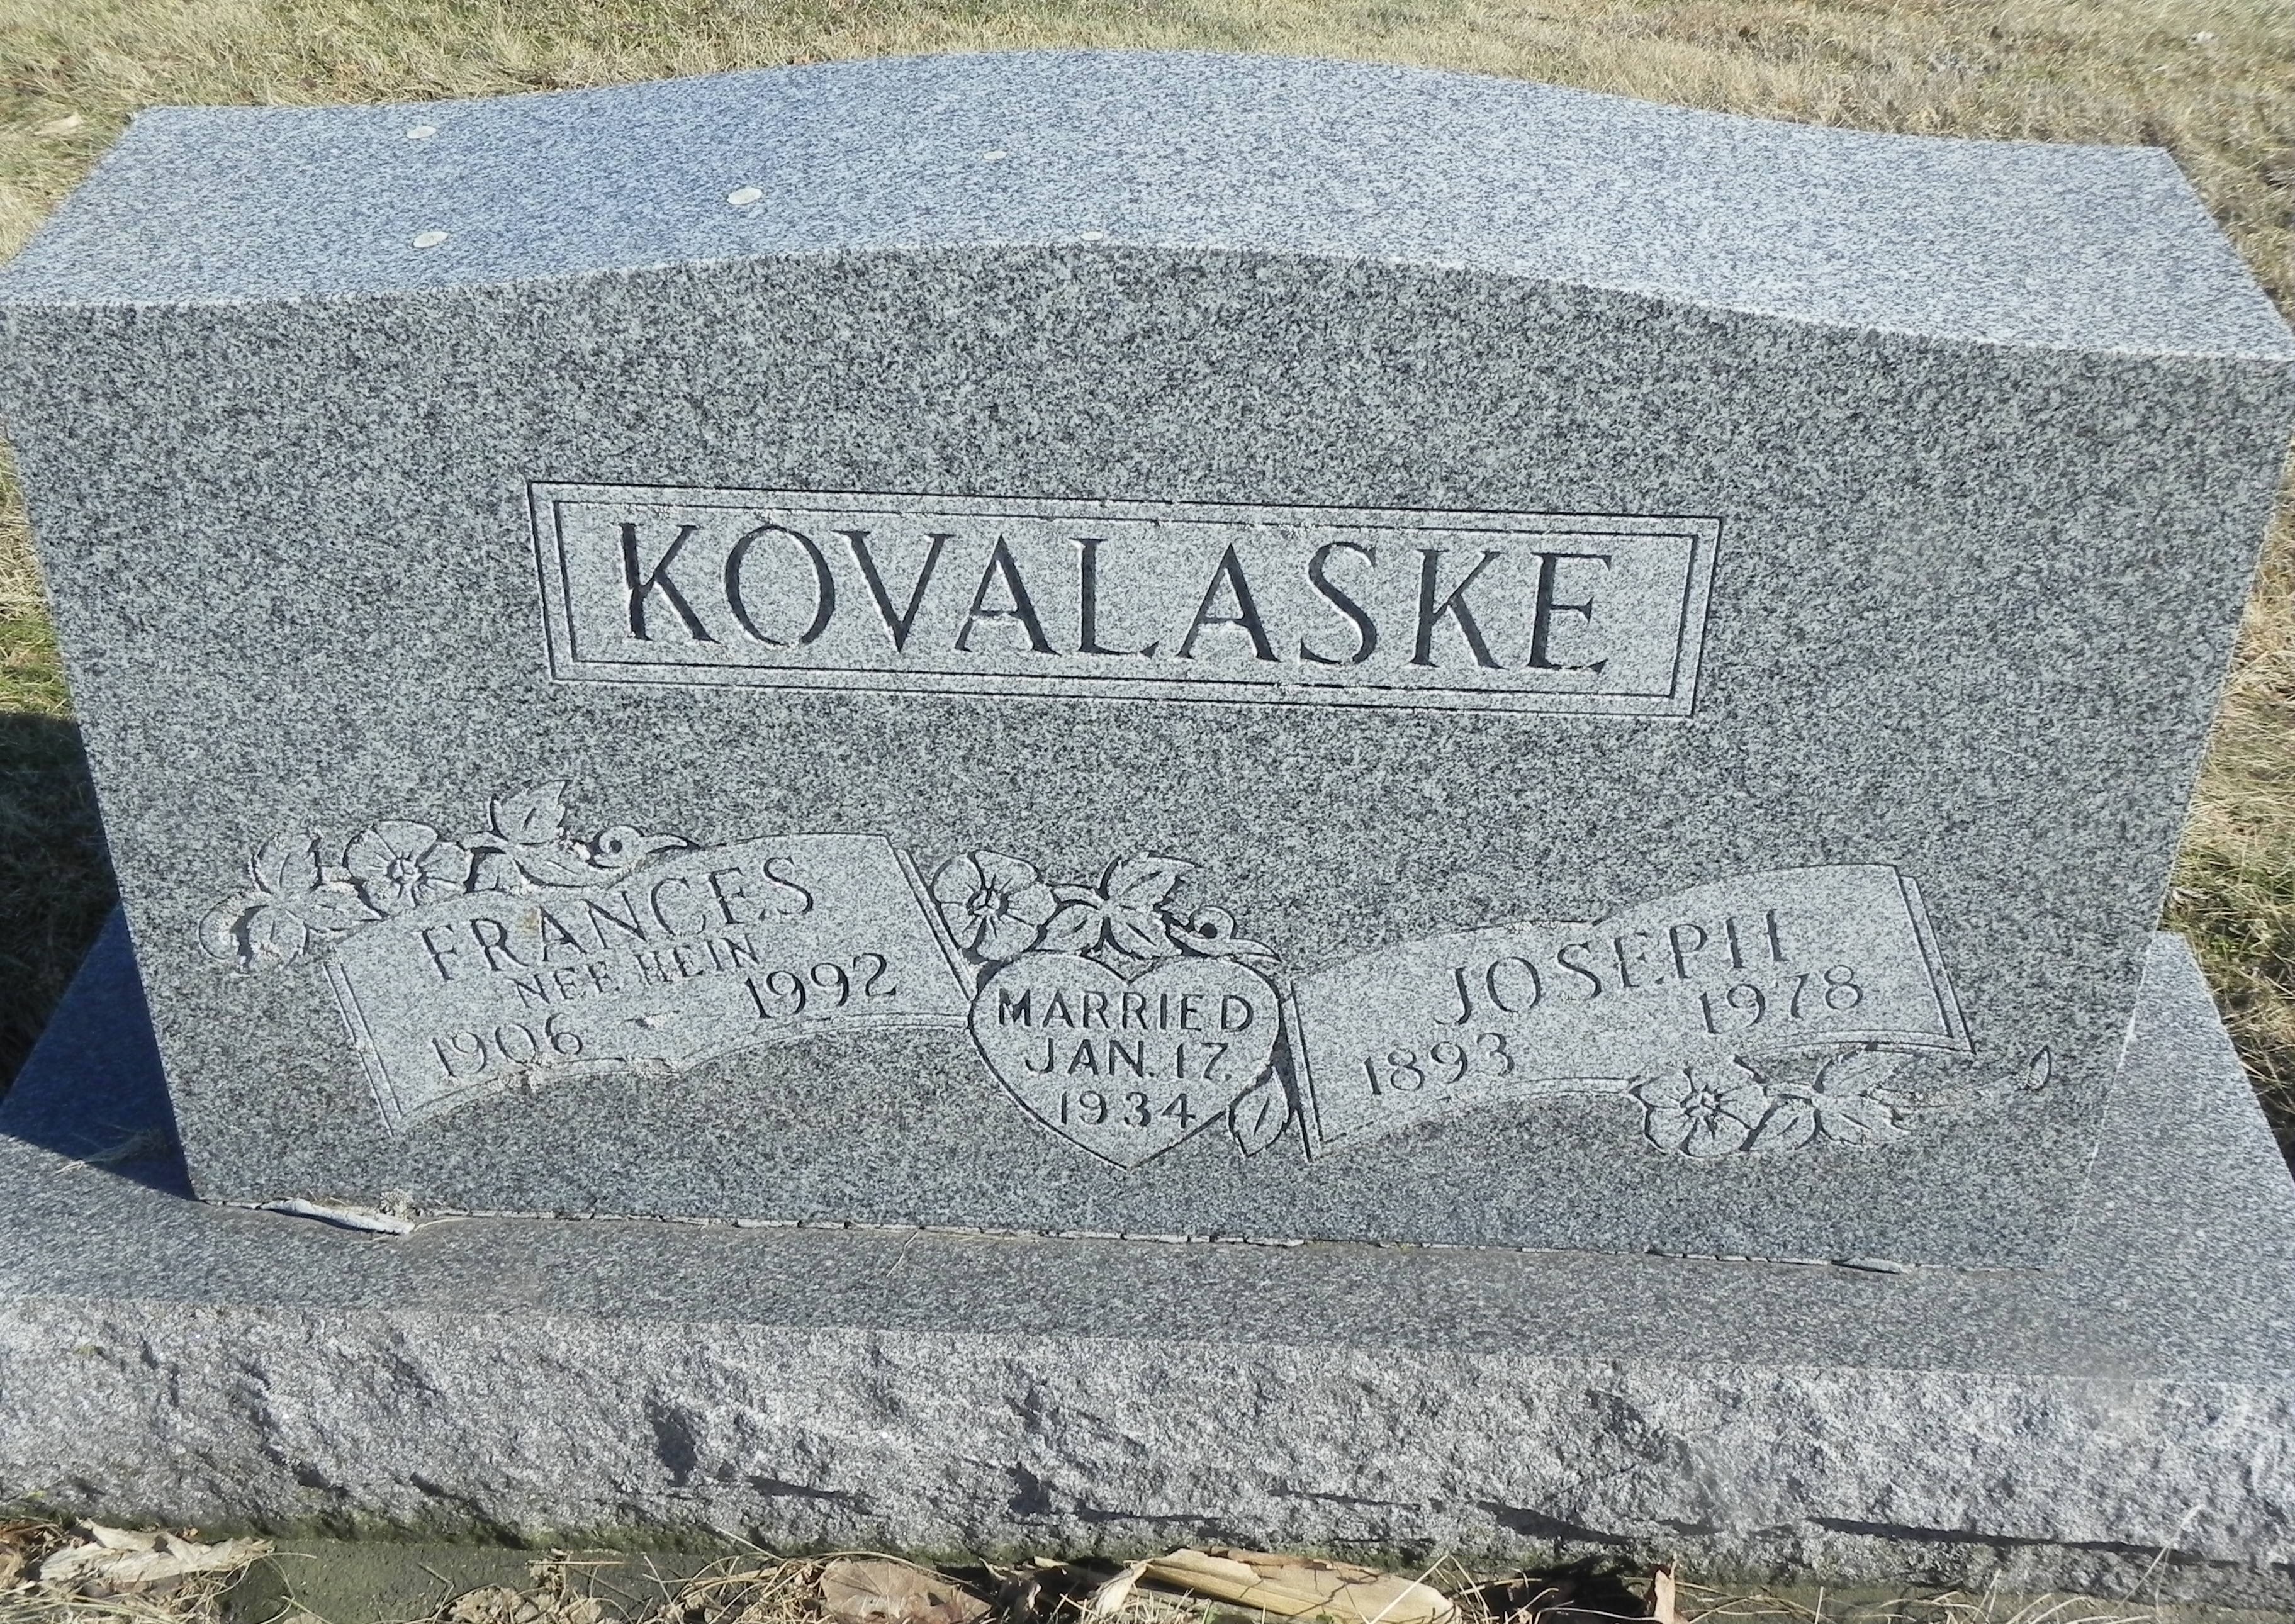 KOVALASKE
FRANCES
NEE HEIN
1906 1992
MARRIED
JAN. 17,
1934
JOSEPH
1893 1978